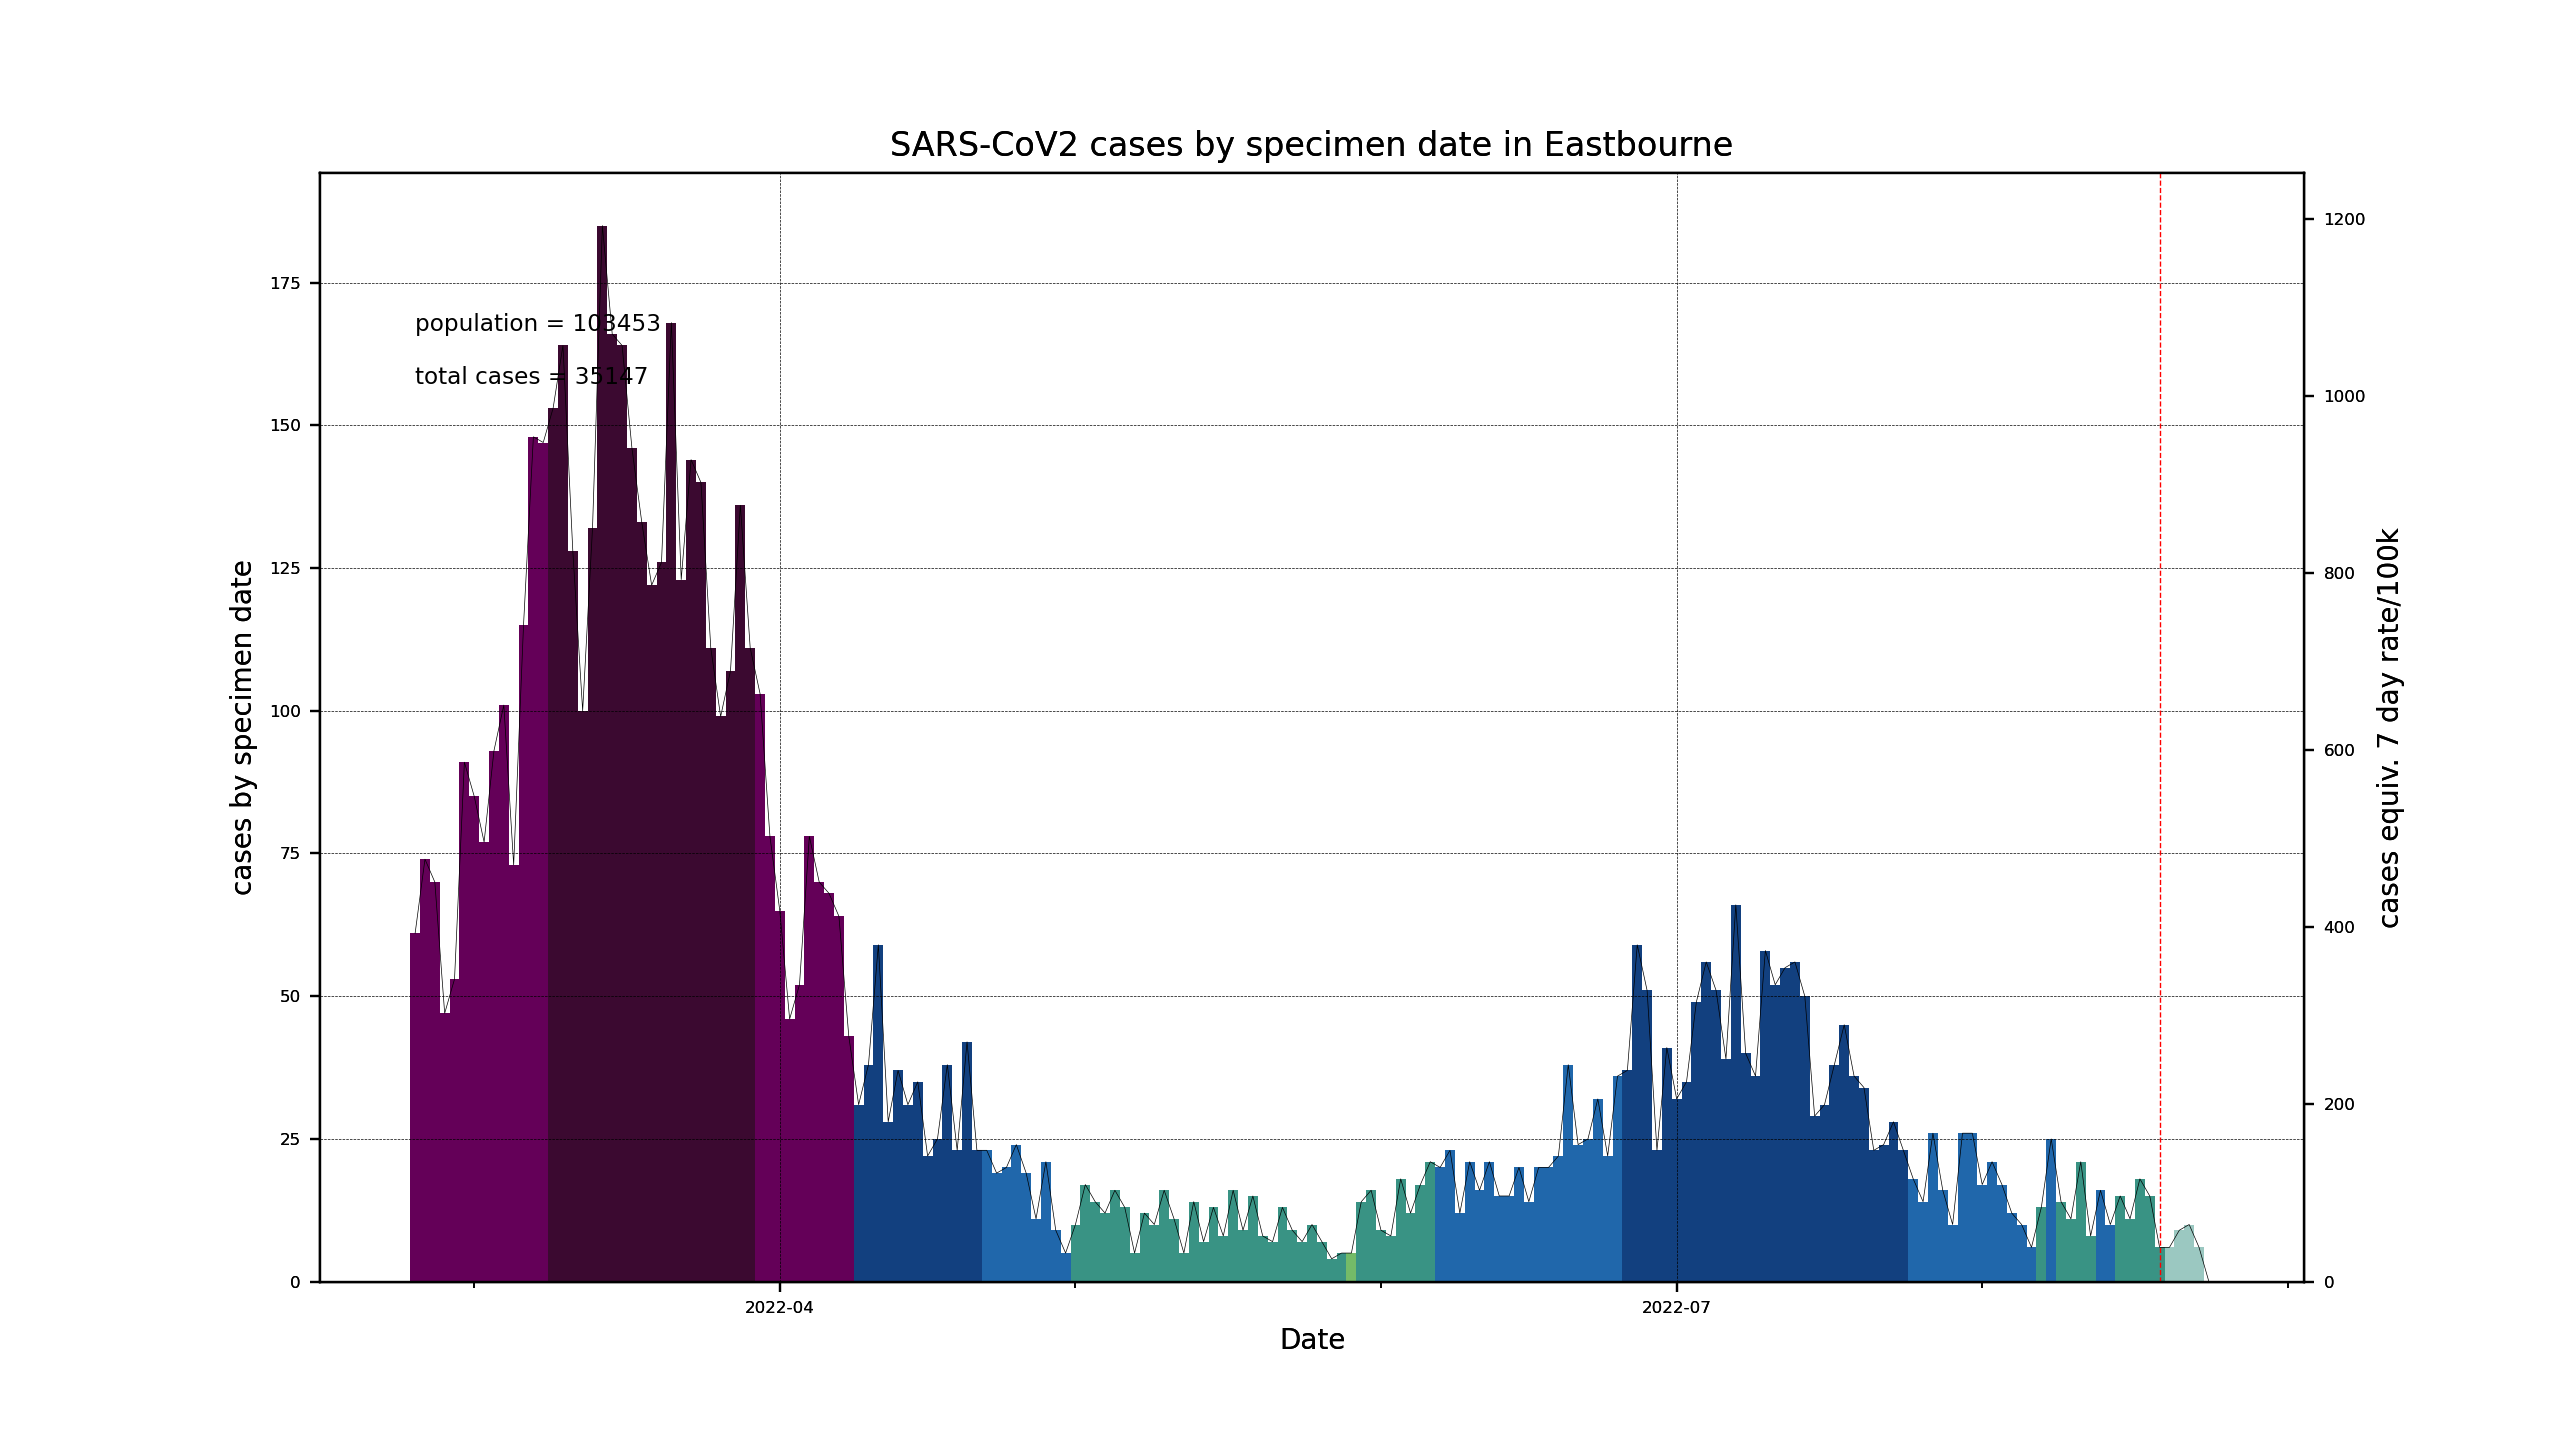 SARS-CoV2 cases by specimen date in Eastbourne
population = 103453
total cases = 35147
cases by specimen date
175
150
125
100
75
50
25
0
1200
1000
800
600
400
200
0
cases equiv. 7 day rate/100k
2022-04
2022-07
Date